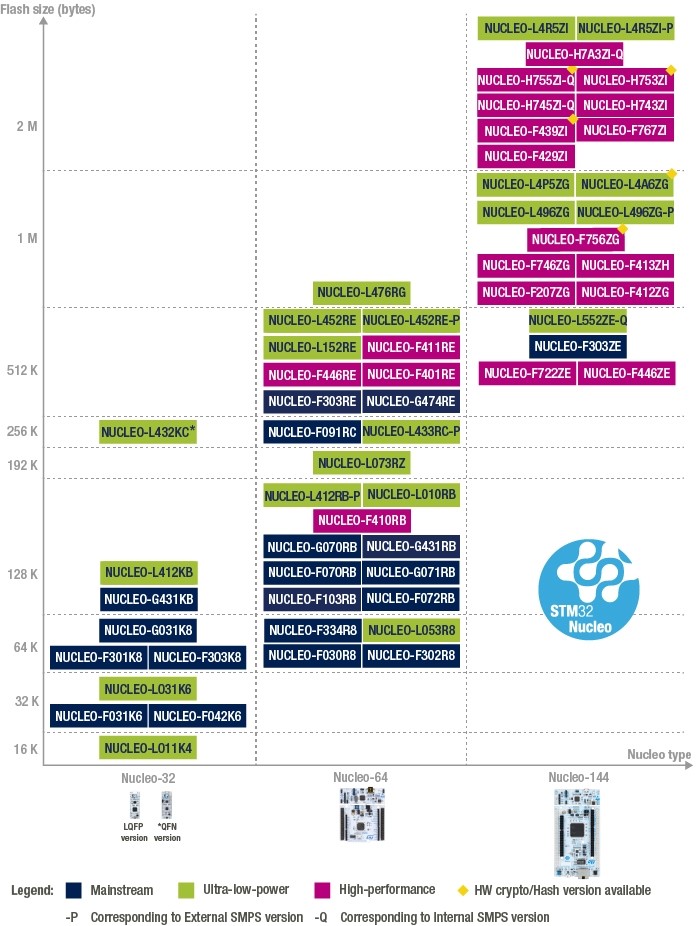 Flash size (bytes)
NUCLEO-L4R5ZI NUCLEO-L4R5ZI-P
NUCLEO-H7A3ZI-Q
NUCLEO-H755ZI-Q NUCLEO-H753ZI
NUCLEO-H745ZI-Q NUCLEO-H743ZI
2 M NUCLEO-F439ZI NUCLEO-F767ZI
NUCLEO-F429ZI
NUCLEO-L4P5ZG NUCLEO-L4A6ZG
NUCLEO-L496ZG NUCLEO-L496ZG-P
1 M NUCLEO-F756ZG
NUCLEO-F746ZG NUCLEO-F413ZH
NUCLEO-L476RG NUCLEO-F207ZG NUCLEO-F412ZG
NUCLEO-L452RE NUCLEO-L452RE-P NUCLEO-L552ZE-Q
NUCLEO-L152RE NUCLEO-F411RE NUCLEO-F303ZE
512 K NUCLEO-F446RE NUCLEO-F401RE NUCLEO-F722ZE NUCLEO-F446ZE
NUCLEO-F303RE NUCLEO-G474RE
256 K NUCLEO-L432KC* NUCLEO-F091RC NUCLEO-L433RC-P
192 K NUCLEO-L073RZ
NUCLEO-L412RB-P NUCLEO-L010RB
NUCLEO-F410RB
NUCLEO-G070RB NUCLEO-G431RB
128 K NUCLEO-L412KB NUCLEO-F070RB NUCLEO-G071RB
NUCLEO-G431KB NUCLEO-F103RB NUCLEO-F072RB
STM32
Nucleo
NUCLEO-G031K8 NUCLEO-F334R8 NUCLEO-L053R8
64 K NUCLEO-F301K8 NUCLEO-F303K8 NUCLEO-F030R8 NUCLEO-F302R8
NUCLEO-L031K6
32 K NUCLEO-F031K6 NUCLEO-F042K6
16 K NUCLEO-L011K4
Nucleo type
Nucleo-32 Nucleo-64 Nucleo-144
LQFP version
*QFN version
Legend: Mainstream Ultra-low-power High-performance HW crypto/Hash version available
-P Corresponding to External SMPS version -Q Corresponding to Internal SMPS version